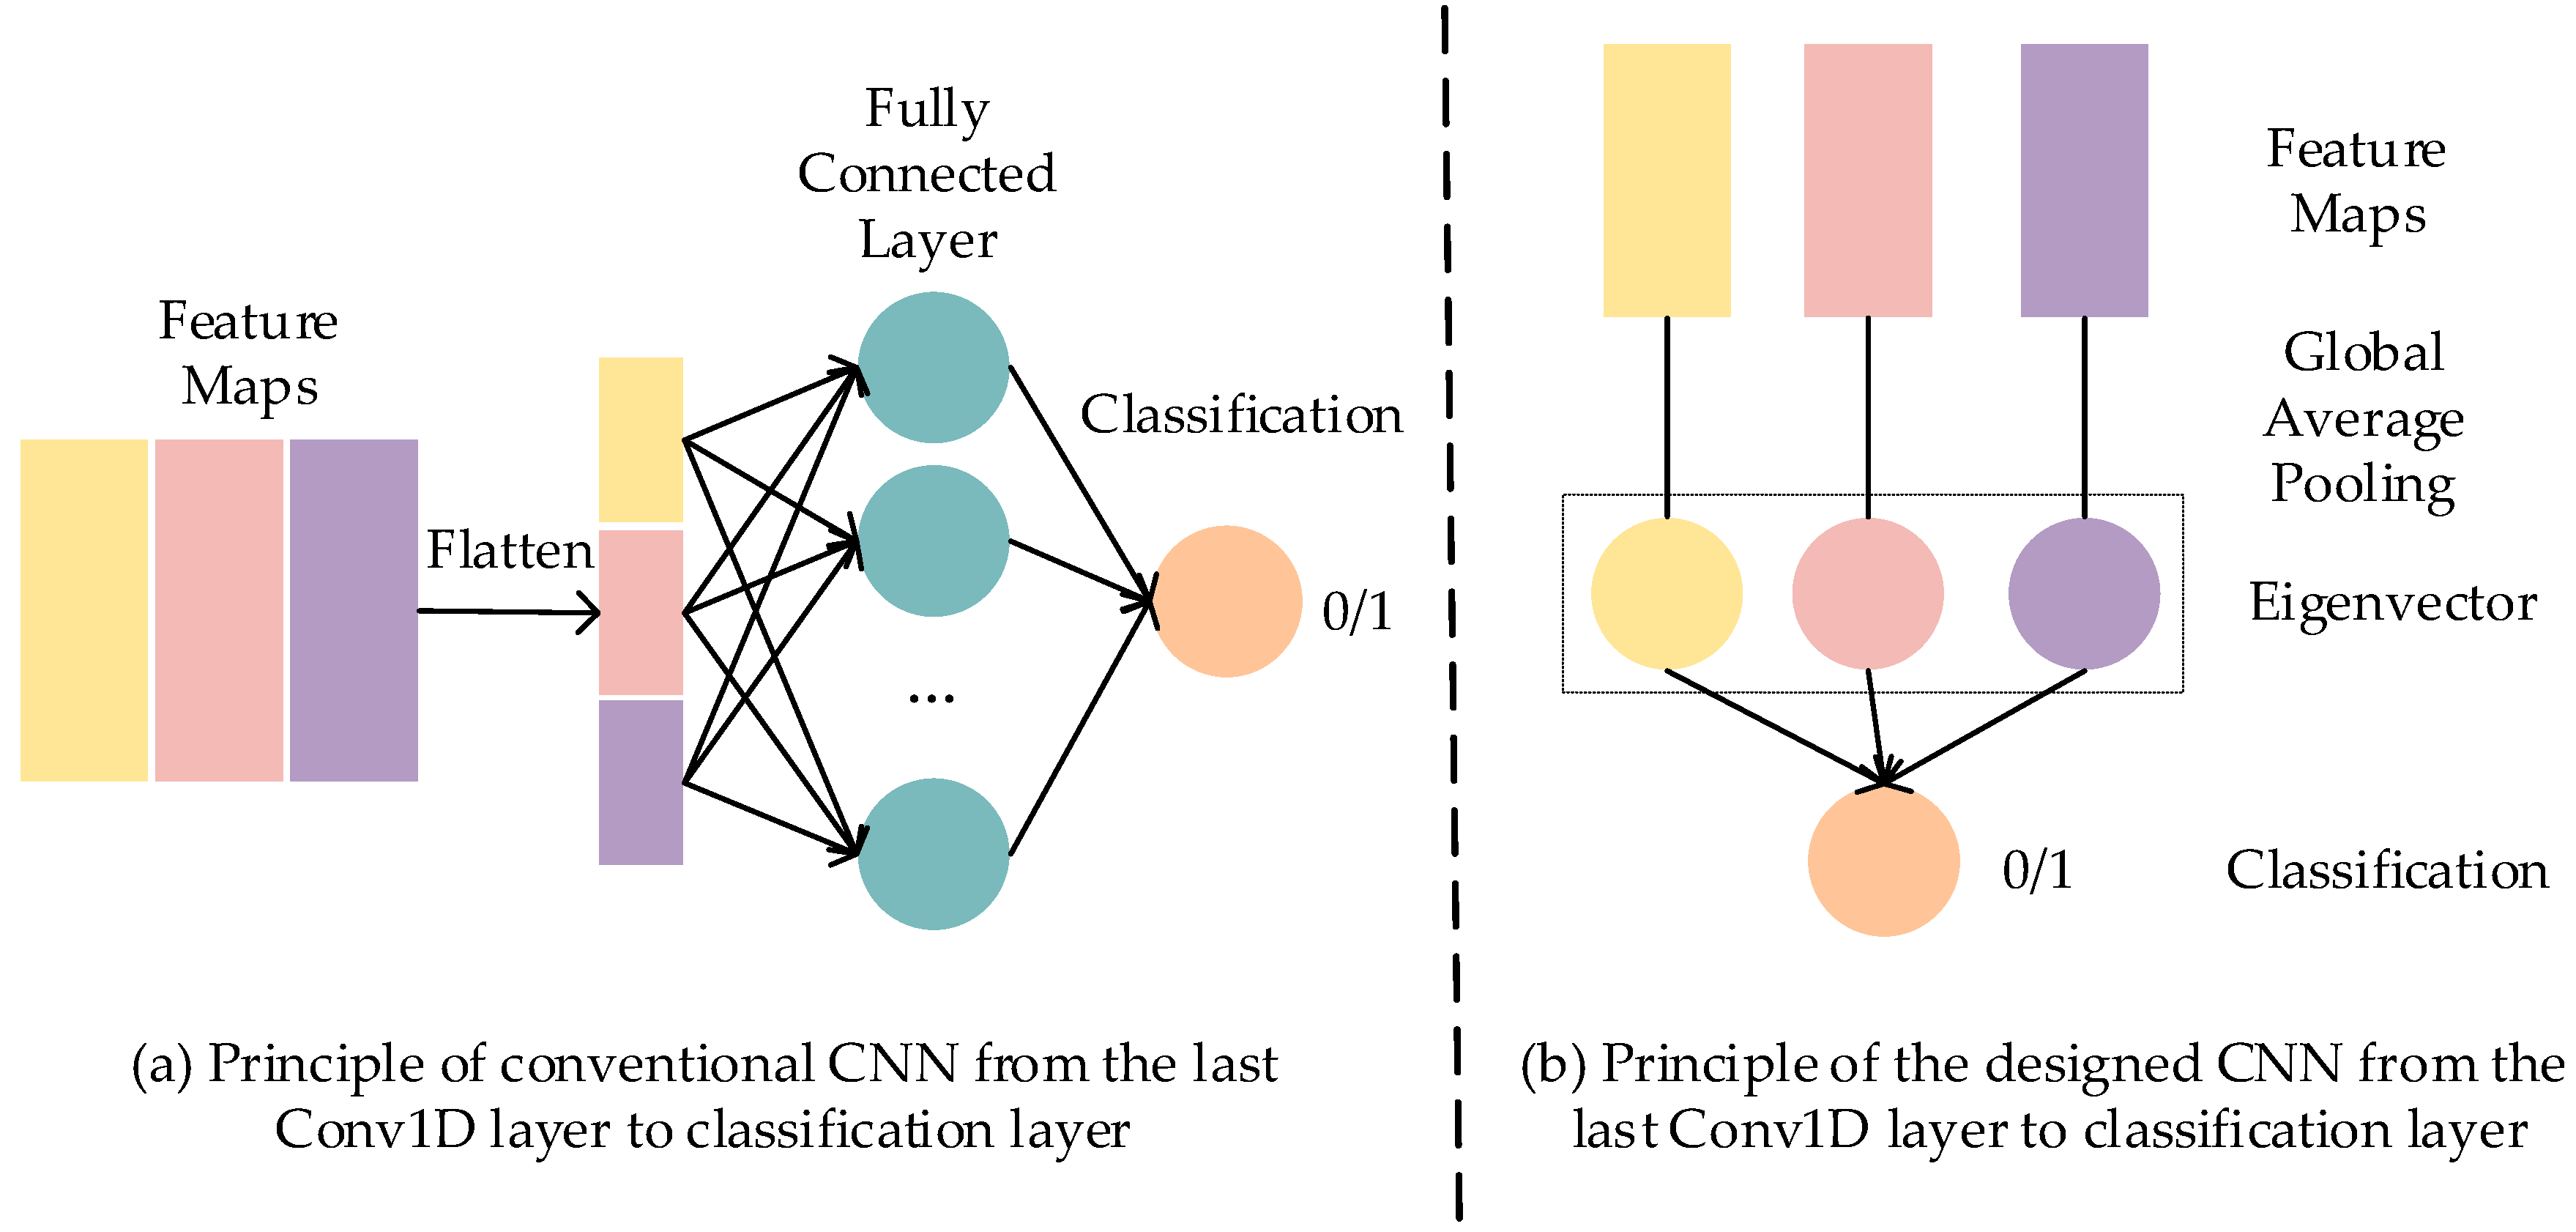 Fully
Connected
Layer
Feature
Maps
Classification
Flatten
0/1
...
(a) Principle of conventional CNN from the last
Conv1D layer to classification layer
Feature
Maps
Global
Average
Pooling
Eigenvector
0/1
Classification
(b) Principle of the designed CNN from the
last Conv1D layer to classification layer